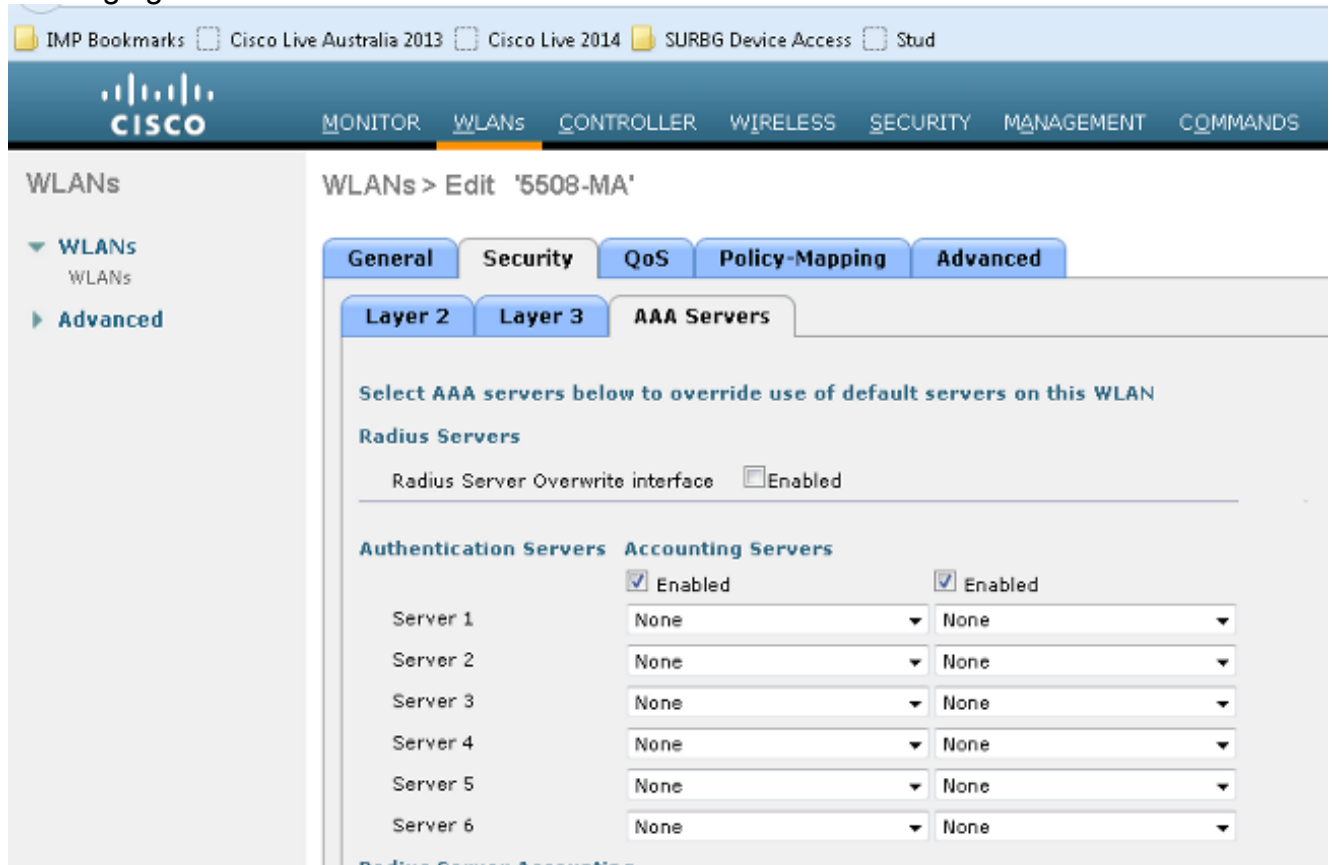 IMP Bookmarks Cisco Live Australia 2013 Cisco Live 2014 SURBG Device Access Stud
CISCO
MONITOR WLANs CONTROLLER WIRELESS SECURITY MANAGEMENT COMMANDS
WLANs
WLANs > Edit '5508-MA'
WLANs
WLANs
Advanced
General Security QoS Policy-Mapping Advanced
Layer 2 Layer 3 AAA Servers
Select AAA servers below to override use of default servers on this WLAN
Radius Servers
Radius Server Overwrite interface Enabled
Authentication Servers Accounting Servers
Enabled Enabled
Server 1 None None
Server 2 None None
Server 3 None None
Server 4 None None
Server 5 None None
Server 6 None None
Radius Server Accounting